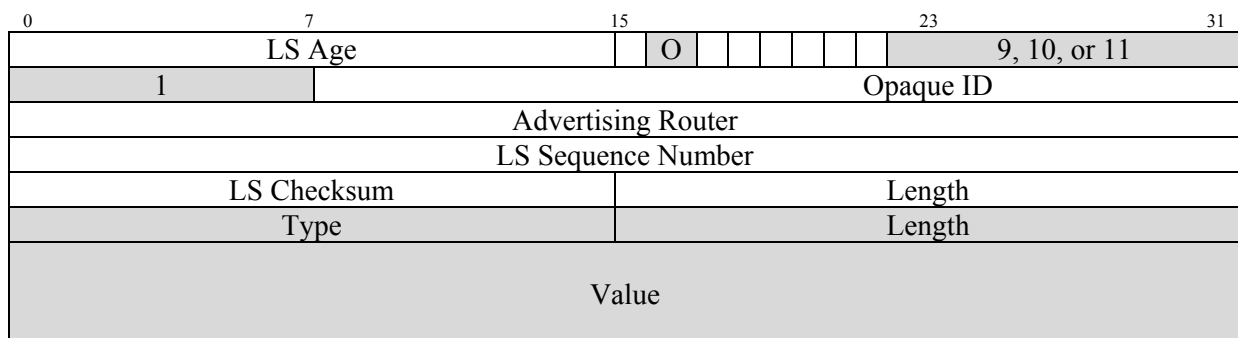 0 7 15 23 31
LS Age O 9, 10, or 11
1 Opaque ID
Advertising Router
LS Sequence Number
LS Checksum Length
Type Length
Value